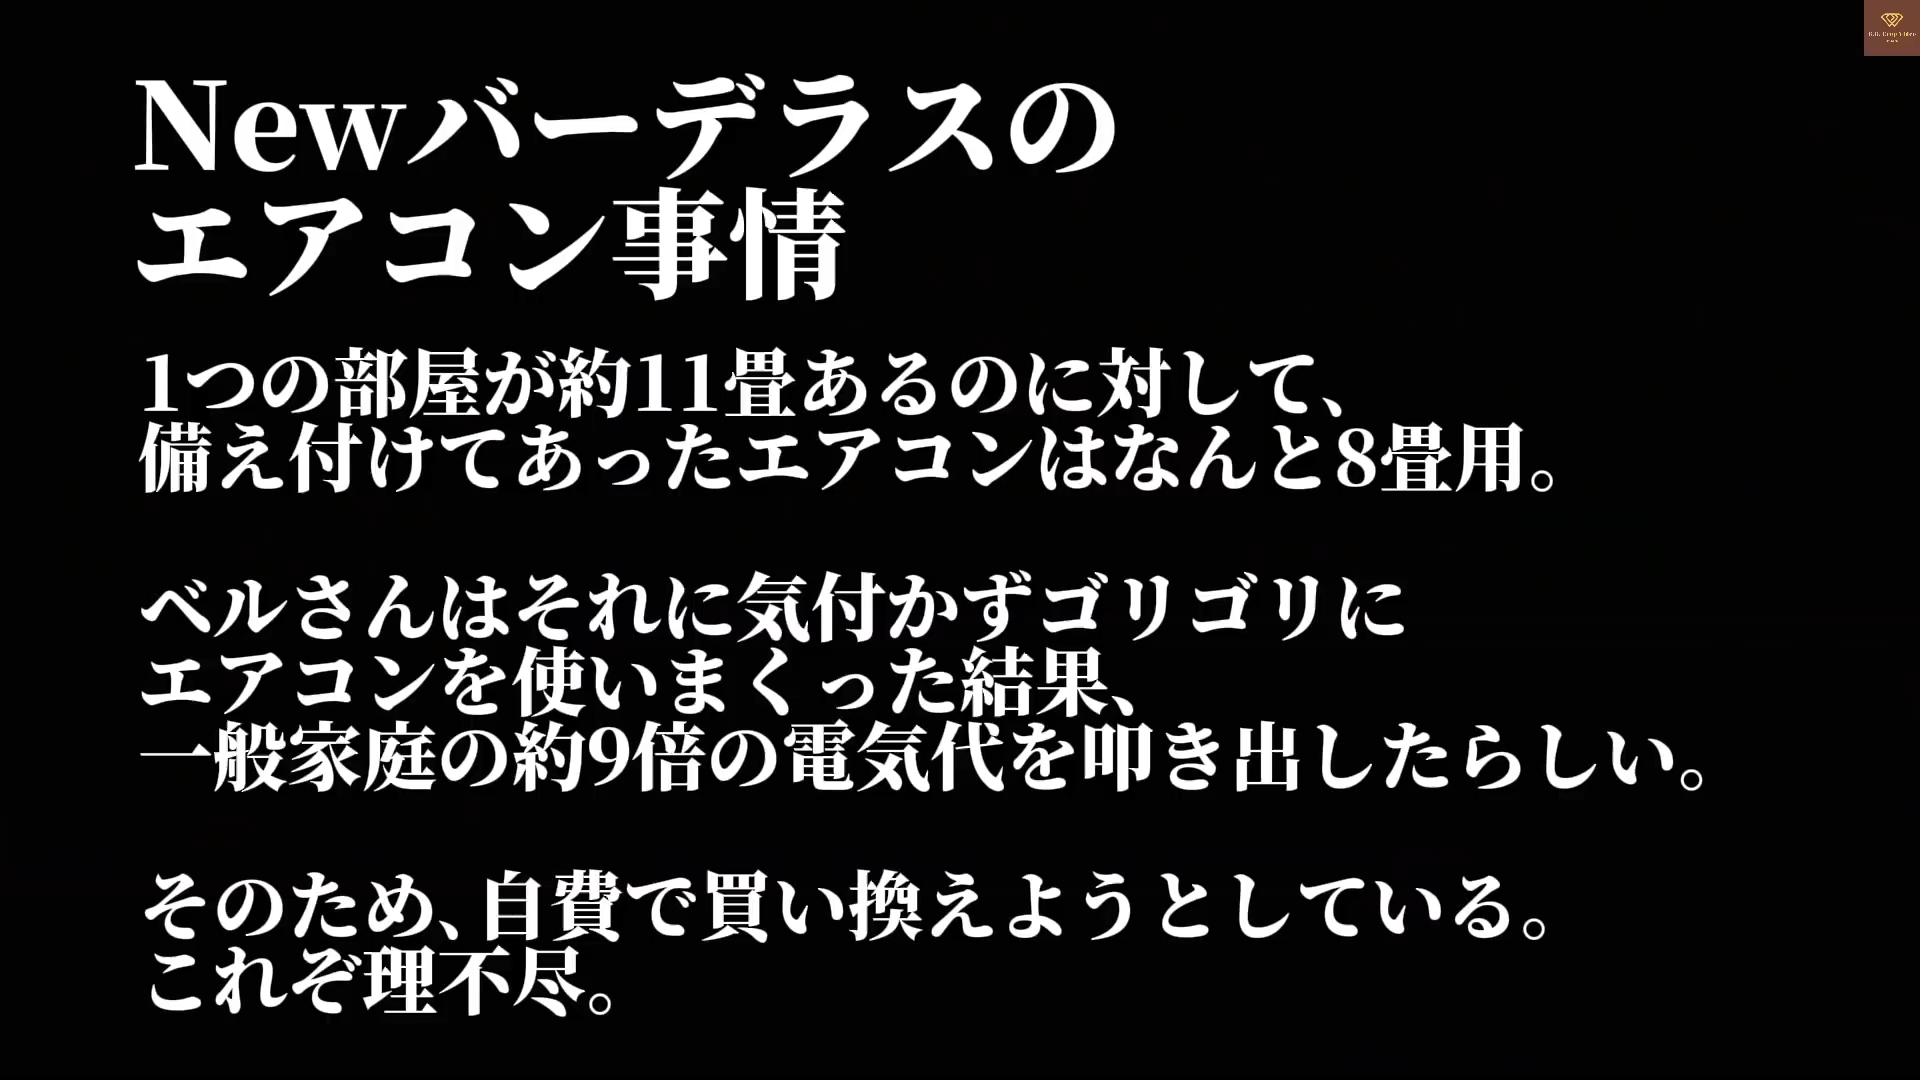 Newバーデラスの
エアコン事情
1つの部屋が約11畳あるのに対して、
備え付けてあったエアコンはなんと8畳用。
ベルさんはそれに気付かずゴリゴリに
エアコンを使いまくった結果、
一般家庭の約9倍の電気代を叩き出したらしい。
そのため、自費で買い換えようとしている。
これぞ理不尽。